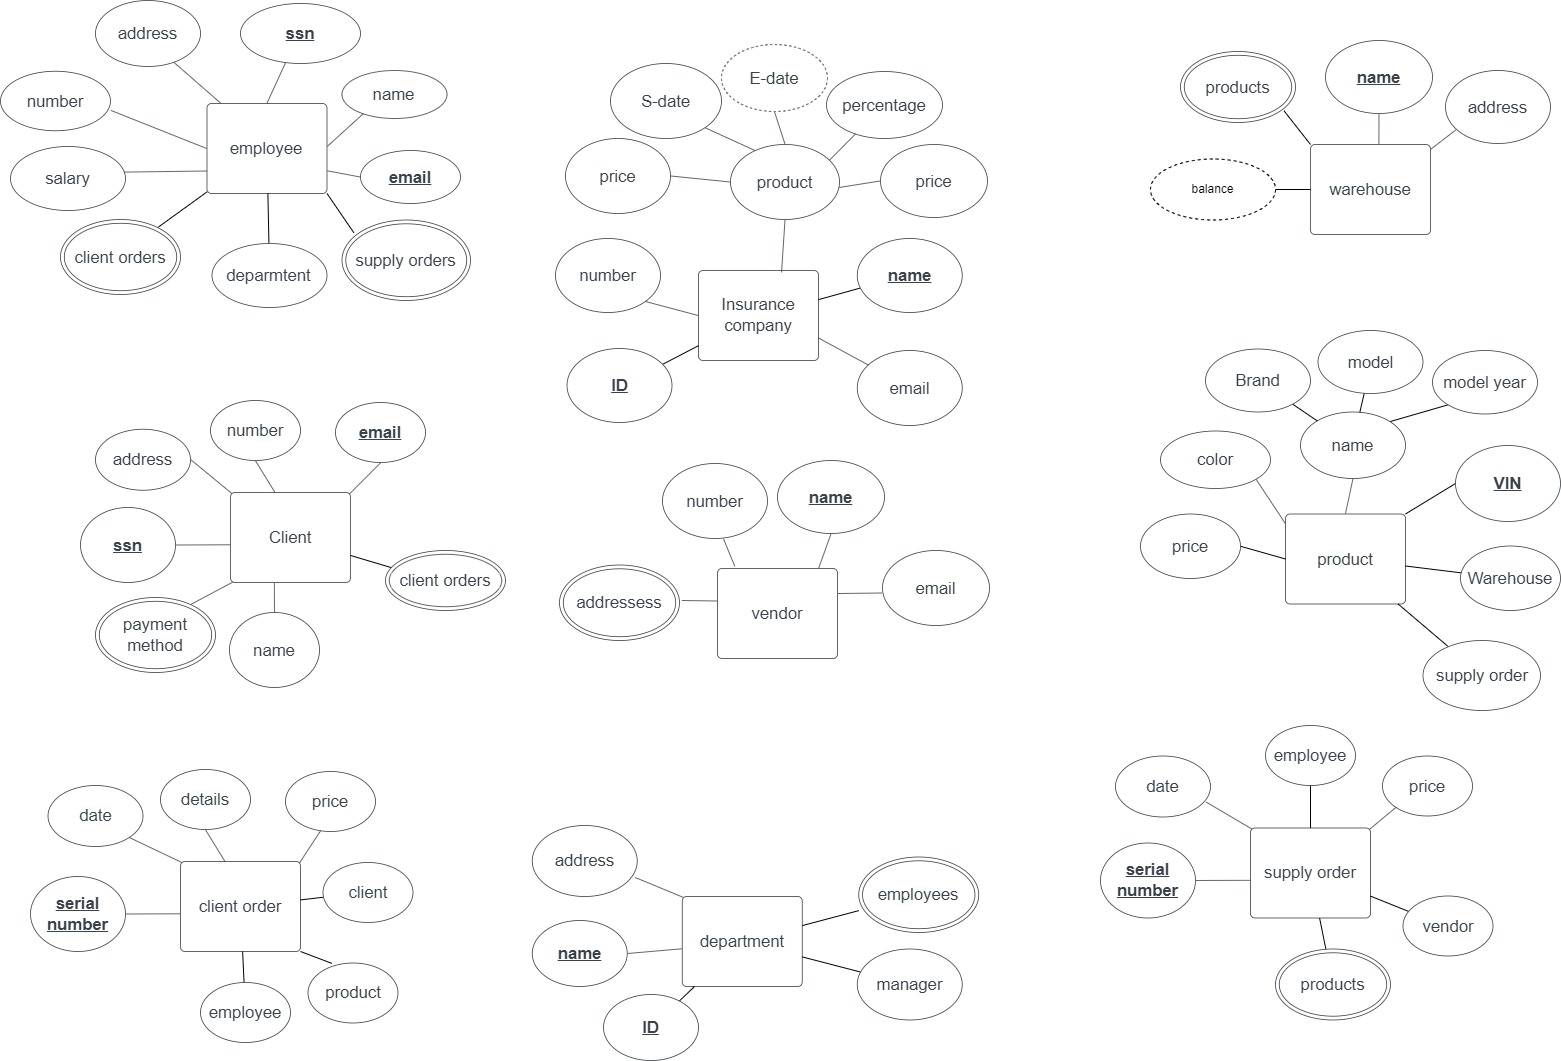 address
ssn
number
name
employee
salary
email
client orders
deparmtent
supply orders
E-date
S-date
percentage
price
product
price
number
name
Insurance
company
ID
email
products
name
address
balance
warehouse
model
Brand
model year
name
color
VIN
price
product
Warehouse
supply order
number
email
address
Client
ssn
client orders
payment
method
name
number
name
addressess
vendor
email
date
details
price
client
serial
number
client order
product
employee
address
employees
name
department
manager
ID
employee
date
price
serial
number
supply order
vendor
products